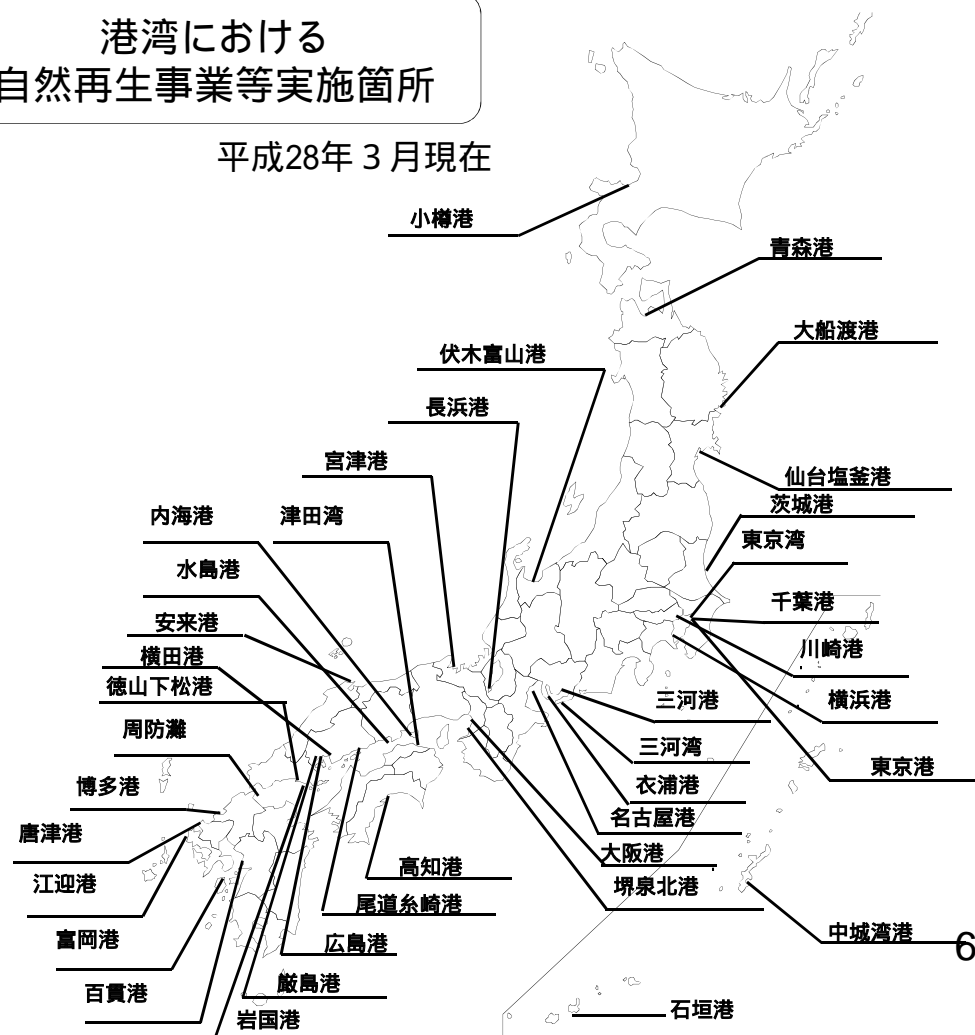 港湾における
自然再生事業等実施箇所
平成28年３月現在
小樽港
青森港
大船渡港
伏木富山港
長浜港
宮津港
仙台塩釜港
茨城港
内海港
津田湾
東京湾
水島港
千葉港
安来港
川崎港
横田港
徳山下松港
三河港
横浜港
周防灘
三河湾
東京港
博多港
衣浦港
名古屋港
唐津港
大阪港
高知港
江迎港
堺泉北港
尾道糸崎港
富岡港
広島港
中城湾港
6
厳島港
百貫港
石垣港
岩国港